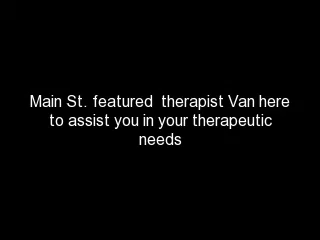 Main St. featured  therapist Van here
to assist you in your therapeutic
needs